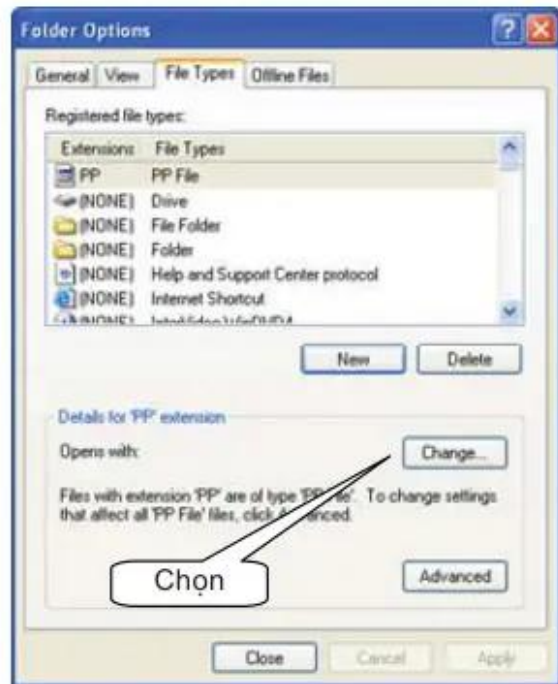 Folder Options
General View File Types Offline Files
Registered file types:
Extensions File Types
PP PP File
(NONE) Drive
(NONE) File Folder
(NONE) Folder
(NONE) Help and Support Center protocol
(NONE) Internet Shortcut
(NONE)
New Delete
Details for 'PP' extension
Opens with:
Change...
Files with extension 'PP' are of type 'PP File'. To change settings
that affect all 'PP File' files, click Advanced.
Chọn
Advanced
Close Cancel Apply